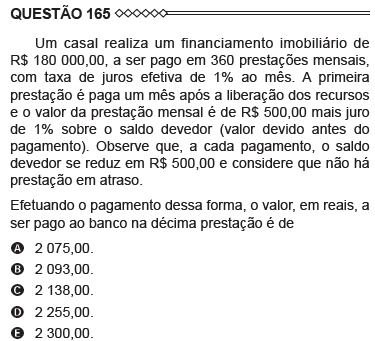 QUESTÃO 165
Um casal realiza um financiamento imobiliário de
R$ 180 000,00, a ser pago em 360 prestações mensais,
com taxa de juros efetiva de 1% ao mês. A primeira
prestação é paga um mês após a liberação dos recursos
e o valor da prestação mensal é de R$ 500,00 mais juro
de 1% sobre o saldo devedor (valor devido antes do
pagamento). Observe que, a cada pagamento, o saldo
devedor se reduz em R$ 500,00 e considere que não há
prestação em atraso.
Efetuando o pagamento dessa forma, o valor, em reais, a
ser pago ao banco na décima prestação é de
A 2 075,00.
B 2 093,00.
C 2 138,00.
D 2 255,00.
E 2 300,00.